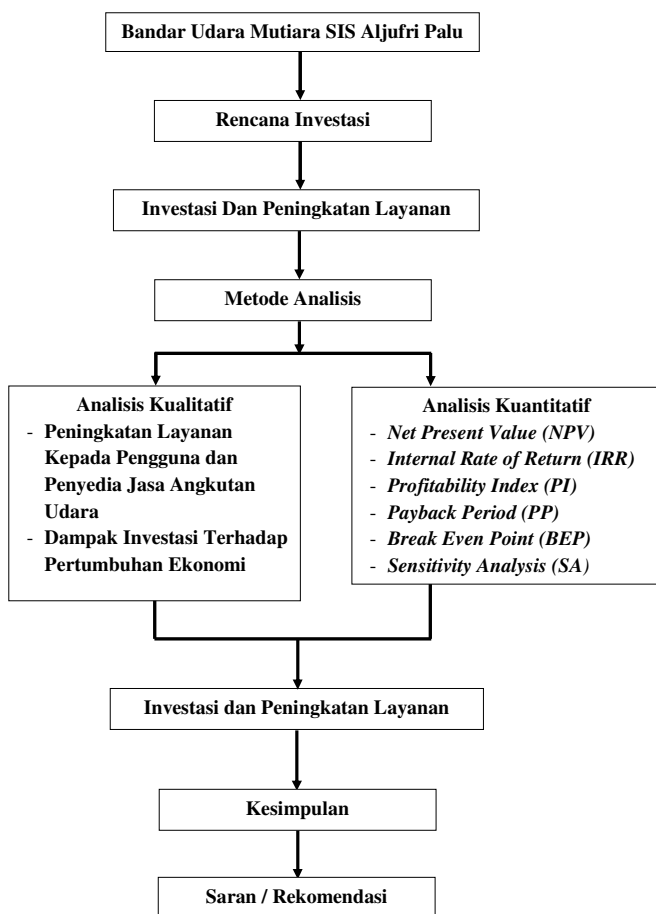 Bandar Udara Mutiara SIS Aljufri Palu
Rencana Investasi
Investasi Dan Peningkatan Layanan
Metode Analisis
Analisis Kualitatif
- Peningkatan Layanan
Kepada Pengguna dan
Penyedia Jasa Angkutan
Udara
- Dampak Investasi Terhadap
Pertumbuhan Ekonomi
Analisis Kuantitatif
- Net Present Value (NPV)
- Internal Rate of Return (IRR)
- Profitability Index (PI)
- Payback Period (PP)
- Break Even Point (BEP)
- Sensitivity Analysis (SA)
Investasi dan Peningkatan Layanan
Kesimpulan
Saran / Rekomendasi